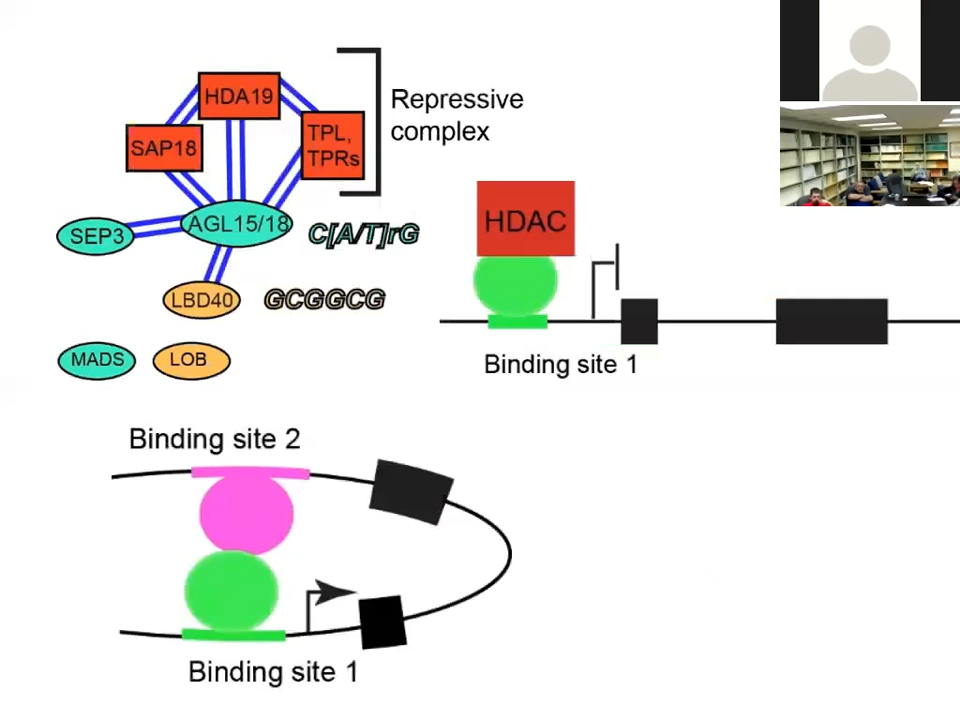 HDA19
SAP18
TPL,
TPRs
Repressive
complex
SEP3
AGL15/18
C[A/T]rG
LBD40
GCGGCG
MADS
LOB
HDAC
Binding site 1
Binding site 2
Binding site 1